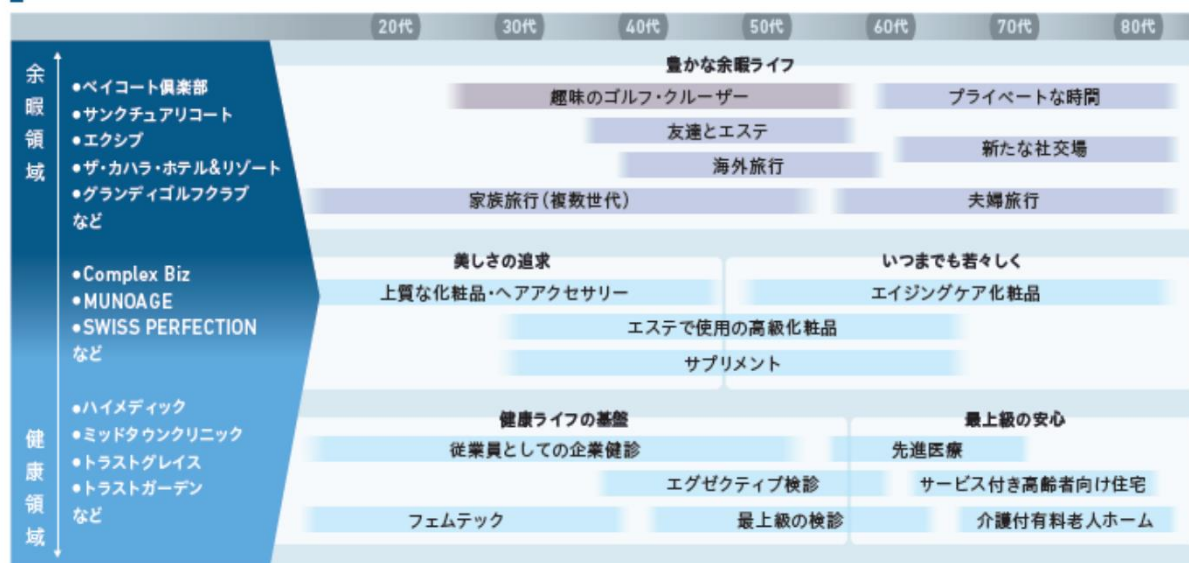 20代 30代 40代 50代 60代 70代 80代
余暇領域
●ベイコート倶楽部
●サンクチュアリコート
●エクシブ
●ザ・カハラ・ホテル&リゾート
●グランディゴルフクラブ
など
豊かな余暇ライフ
趣味のゴルフ・クルーザー
プライベートな時間
友達とエステ
新たな社交場
海外旅行
家族旅行(複数世代)
夫婦旅行
●Complex Biz
●MUNOAGE
●SWISS PERFECTION
など
美しさの追求
いつまでも若々しく
上質な化粧品・ヘアアクセサリー
エイジングケア化粧品
エステで使用の高級化粧品
サプリメント
健康領域
●ハイメディック
●ミッドタウンクリニック
●トラストグレイス
●トラストガーデン
など
健康ライフの基盤
最上級の安心
従業員としての企業健診
先進医療
エグゼクティブ検診
サービス付き高齢者向け住宅
フェムテック
最上級の検診
介護付有料老人ホーム